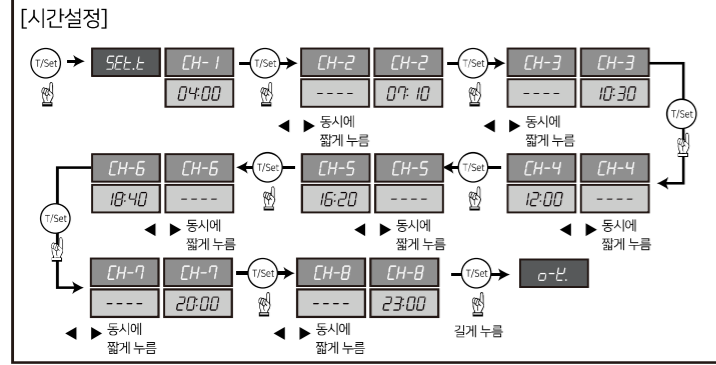 [시간설정]
T/Set SEt.t CH-1 T/Set CH-2 CH-2 T/Set CH-3 CH-3
04:00 ---- 07:10 ---- 10:30
T/Set
◀ ▶ 동시에 ◀ ▶ 동시에
짧게 누름 짧게 누름
CH-6 CH-6 T/Set CH-5 CH-5 T/Set CH-4 CH-4
18:40 ---- 16:20 ---- 12:00 ----
T/Set
◀ ▶ 동시에 ◀ ▶ 동시에 ◀ ▶ 동시에
짧게 누름 짧게 누름 짧게 누름
CH-7 CH-7 T/Set CH-8 CH-8 T/Set o-k.
---- 20:00 ---- 23:00
◀ ▶ 동시에 ◀ ▶ 동시에 길게 누름
짧게 누름 짧게 누름